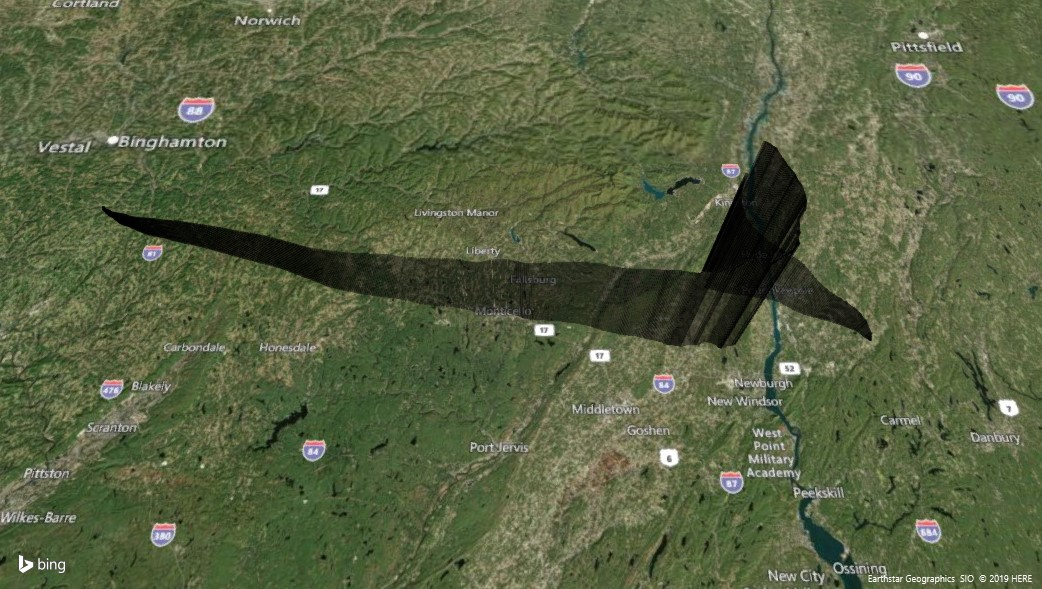 Cortland
Norwich
Pittsfield
90
90
88
Vestal
Binghamton
87
17
Livingston Manor
81
Liberty
Fallsburg
Monticello
17
Carbondale
Honesdale
17
52
476
Blakely
84
Newburgh
New Windsor
7
Middletown
Scranton
Goshen
Carmel
Danbury
West
Point
Military
Academy
84
Port Jervis
6
Pittston
87
Peekskill
Wilkes-Barre
380
684
bing
Ossining
New City
Earthstar Geographics SIO © 2019 HERE